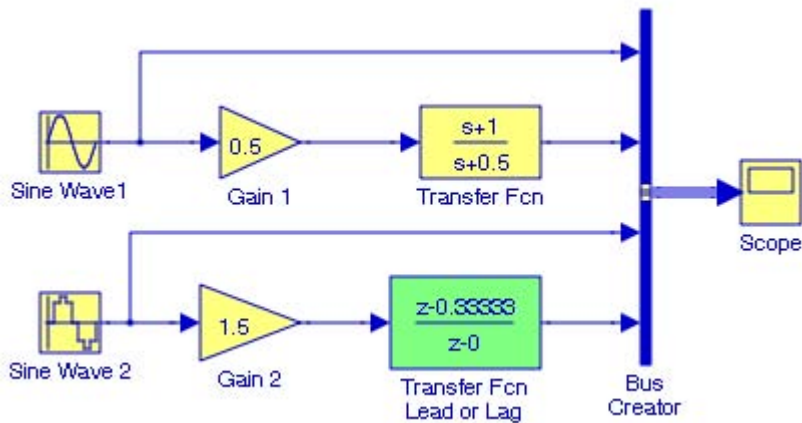 0.5
s+1
s+0.5
Sine Wave1
Gain 1
Transfer Fcn
Scope
1.5
z-0.33333
z-0
Sine Wave 2
Gain 2
Transfer Fcn
Lead or Lag
Bus
Creator